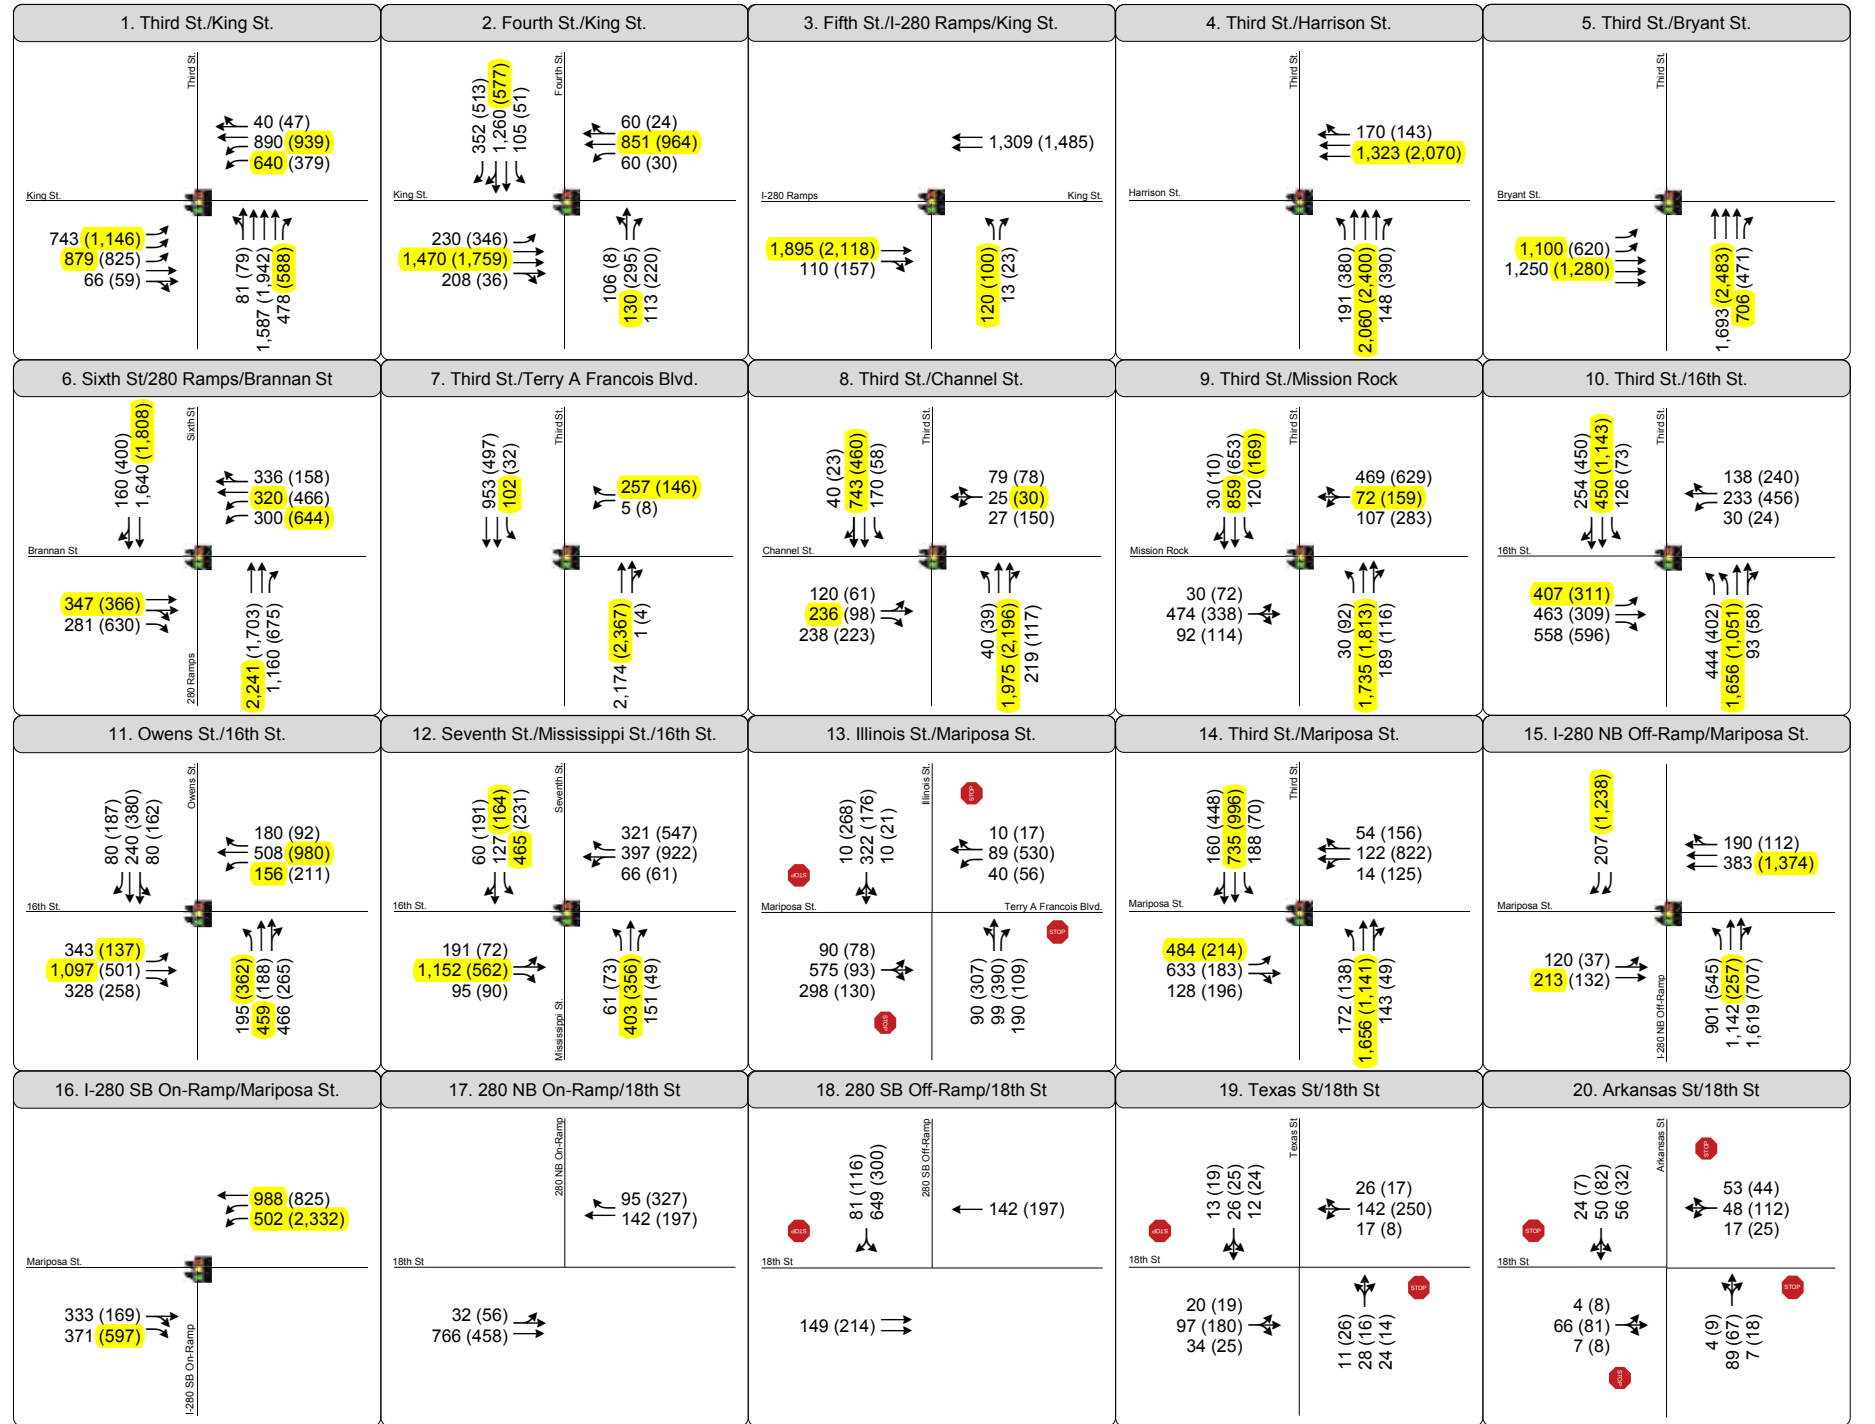 1. Third St./King St.
Third St.
40 (47)
890 (939)
640 (379)
King St.
743 (1,146)
879 (825)
66 (59)
81 (79)
1,587 (1,942)
478 (588)
2. Fourth St./King St.
Fourth St.
352 (513)
1,260 (577)
105 (51)
60 (24)
851 (964)
60 (30)
King St.
230 (346)
1,470 (1,759)
208 (36)
106 (8)
130 (295)
113 (220)
3. Fifth St./I-280 Ramps/King St.
1,309 (1,485)
I-280 Ramps
King St.
1,895 (2,118)
110 (157)
120 (100)
13 (23)
4. Third St./Harrison St.
Third St.
170 (143)
1,323 (2,070)
Harrison St.
191 (380)
2,060 (2,400)
148 (390)
5. Third St./Bryant St.
Third St.
Bryant St.
1,100 (620)
1,250 (1,280)
1,693 (2,483)
706 (471)
6. Sixth St/280 Ramps/Brannan St
Sixth St
160 (400)
1,640 (1,808)
336 (158)
320 (466)
300 (644)
Brannan St
347 (366)
281 (630)
280 Ramps
2,241 (1,703)
1,160 (675)
7. Third St./Terry A Francois Blvd.
Third St.
953 (497)
102 (32)
257 (146)
5 (8)
2,174 (2,367)
1 (4)
8. Third St./Channel St.
Third St.
40 (23)
743 (460)
170 (58)
79 (78)
25 (30)
27 (150)
Channel St.
120 (61)
236 (98)
238 (223)
40 (39)
1,975 (2,196)
219 (117)
9. Third St./Mission Rock
Third St.
30 (10)
859 (653)
120 (169)
469 (629)
72 (159)
107 (283)
Mission Rock
30 (72)
474 (338)
92 (114)
30 (92)
1,735 (1,813)
189 (116)
10. Third St./16th St.
Third St.
254 (450)
450 (1,143)
126 (73)
138 (240)
233 (456)
30 (24)
16th St.
407 (311)
463 (309)
558 (596)
444 (402)
1,656 (1,051)
93 (58)
11. Owens St./16th St.
Owens St.
80 (187)
240 (380)
80 (162)
180 (92)
508 (980)
156 (211)
16th St.
343 (137)
1,097 (501)
328 (258)
195 (362)
459 (188)
466 (265)
12. Seventh St./Mississippi St./16th St.
Seventh St.
60 (191)
127 (164)
465 (231)
321 (547)
397 (922)
66 (61)
16th St.
191 (72)
1,152 (562)
95 (90)
Mississippi St.
61 (73)
403 (356)
151 (49)
13. Illinois St./Mariposa St.
Illinois St.
STOP
10 (268)
322 (176)
10 (21)
10 (17)
89 (530)
40 (56)
STOP
Mariposa St.
Terry A Francois Blvd.
STOP
90 (78)
575 (93)
298 (130)
STOP
90 (307)
99 (390)
190 (109)
14. Third St./Mariposa St.
Third St.
160 (448)
735 (996)
188 (70)
54 (156)
122 (822)
14 (125)
Mariposa St.
484 (214)
633 (183)
128 (196)
172 (138)
1,656 (1,141)
143 (49)
15. I-280 NB Off-Ramp/Mariposa St.
207 (1,238)
190 (112)
383 (1,374)
Mariposa St.
120 (37)
213 (132)
I-280 NB Off-Ramp
901 (545)
1,142 (257)
1,619 (707)
16. I-280 SB On-Ramp/Mariposa St.
988 (825)
502 (2,332)
Mariposa St.
333 (169)
371 (597)
I-280 SB On-Ramp
17. 280 NB On-Ramp/18th St
280 NB On-Ramp
95 (327)
142 (197)
18th St
32 (56)
766 (458)
18. 280 SB Off-Ramp/18th St
280 SB Off-Ramp
81 (116)
649 (300)
142 (197)
STOP
18th St
149 (214)
19. Texas St/18th St
Texas St
13 (19)
26 (25)
12 (24)
26 (17)
142 (250)
17 (8)
STOP
18th St
STOP
20 (19)
97 (180)
34 (25)
11 (26)
28 (16)
24 (14)
20. Arkansas St/18th St
Arkansas St
STOP
24 (7)
50 (82)
56 (32)
53 (44)
48 (112)
17 (25)
STOP
18th St
STOP
4 (8)
66 (81)
7 (8)
STOP
4 (9)
89 (67)
7 (18)